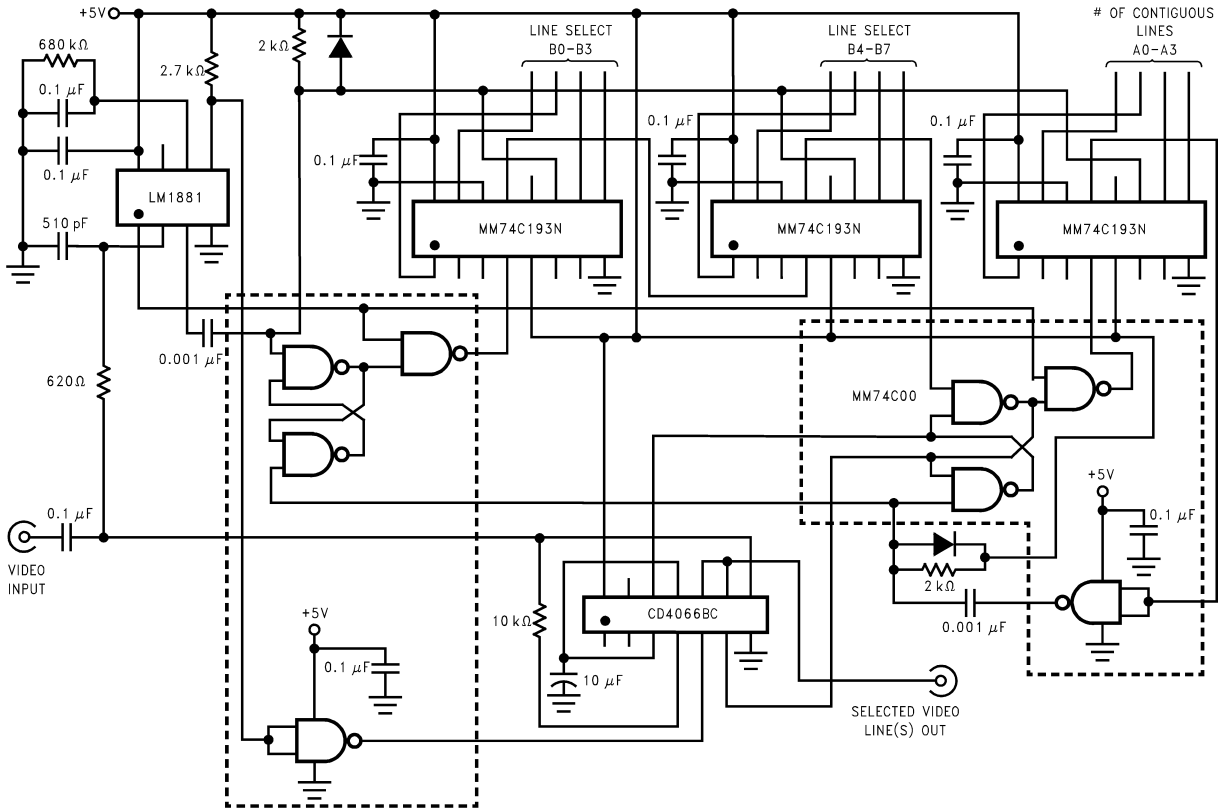 +5V
680 kΩ
0.1 μF
0.1 μF
2.7 kΩ
2 kΩ
LINE SELECT
B0-B3
LINE SELECT
B4-B7
# OF CONTIGUOUS
LINES
A0-A3
0.1 μF
0.1 μF
0.1 μF
LM1881
510 pF
MM74C193N
MM74C193N
MM74C193N
0.001 μF
620Ω
MM74C00
+5V
0.1 μF
0.1 μF
VIDEO
INPUT
2 kΩ
0.001 μF
CD4066BC
10 kΩ
10 μF
+5V
0.1 μF
SELECTED VIDEO
LINE(S) OUT